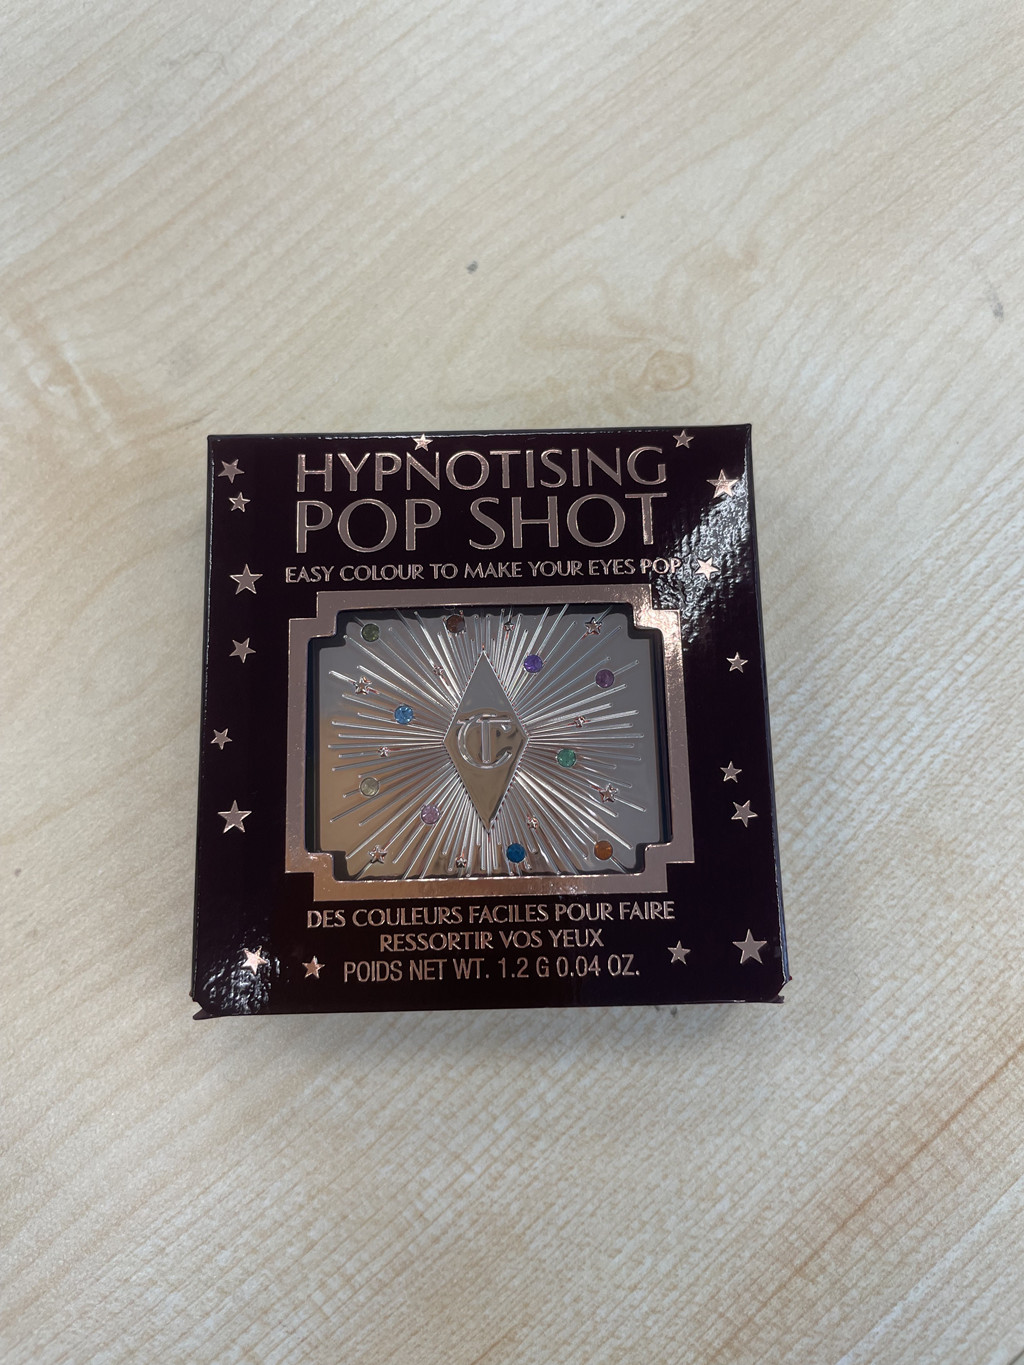 HYPNOTISING
POP SHOT
EASY COLOUR TO MAKE YOUR EYES POP
CT
DES COULEURS FACILES POUR FAIRE
RESSORTIR VOS YEUX
POIDS NET WT. 1.2 G 0.04 OZ.